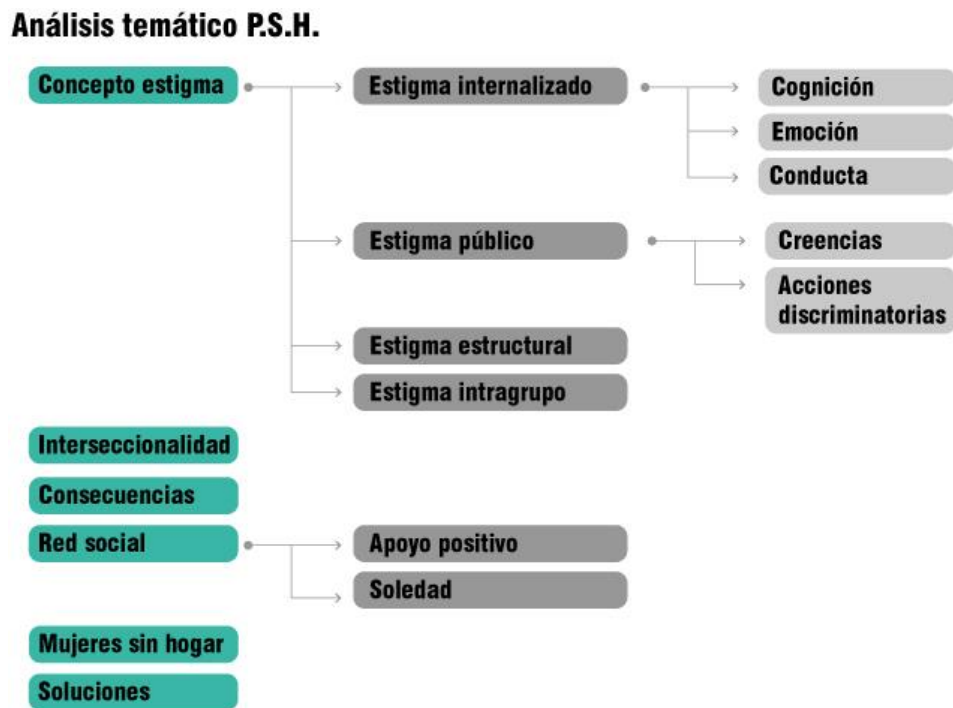 Análisis temático P.S.H.
Concepto estigma
Estigma internalizado
Cognición
Emoción
Conducta
Estigma público
Creencias
Acciones
discriminatorias
Estigma estructural
Estigma intragrupo
Interseccionalidad
Consecuencias
Red social
Apoyo positivo
Soledad
Mujeres sin hogar
Soluciones